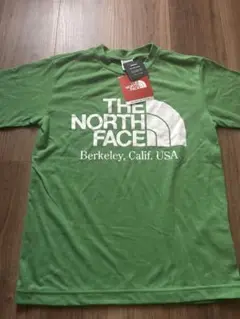 THE
NORTH
FACE
Berkeley, Calif. USA